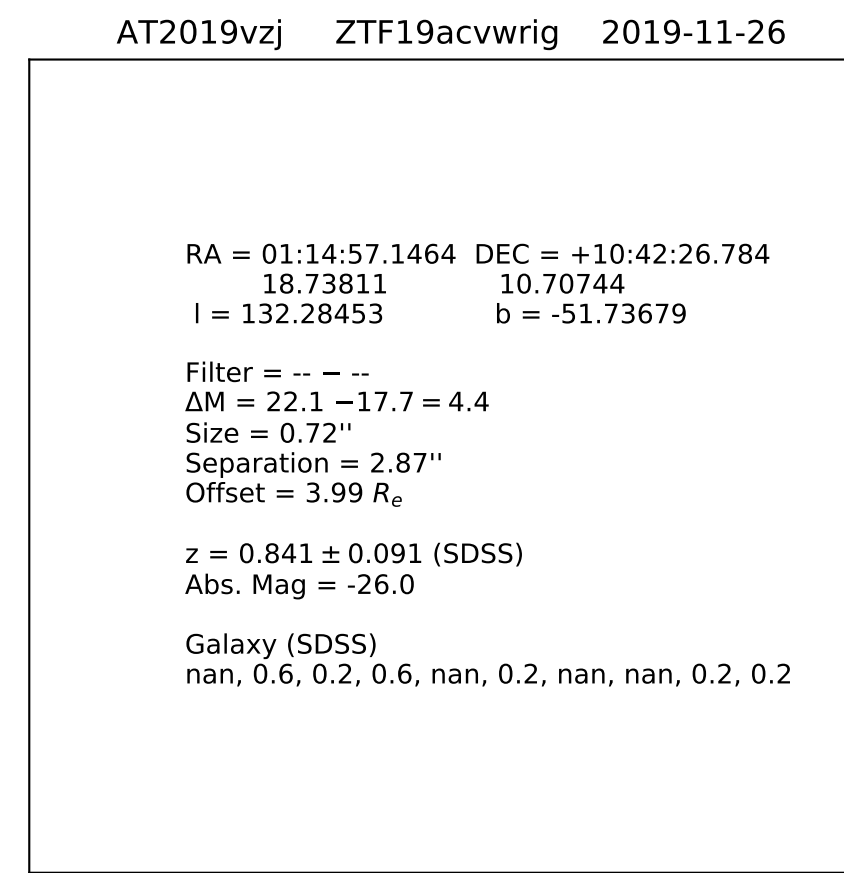 AT2019vzj ZTF19acvwrig 2019-11-26
RA = 01:14:57.1464 DEC = +10:42:26.784
18.73811 10.70744
l = 132.28453 b = -51.73679
Filter = -- − --
ΔM = 22.1 −17.7 = 4.4
Size = 0.72''
Separation = 2.87''
Offset = 3.99 Rₑ
z = 0.841 ± 0.091 (SDSS)
Abs. Mag = -26.0
Galaxy (SDSS)
nan, 0.6, 0.2, 0.6, nan, 0.2, nan, nan, 0.2, 0.2